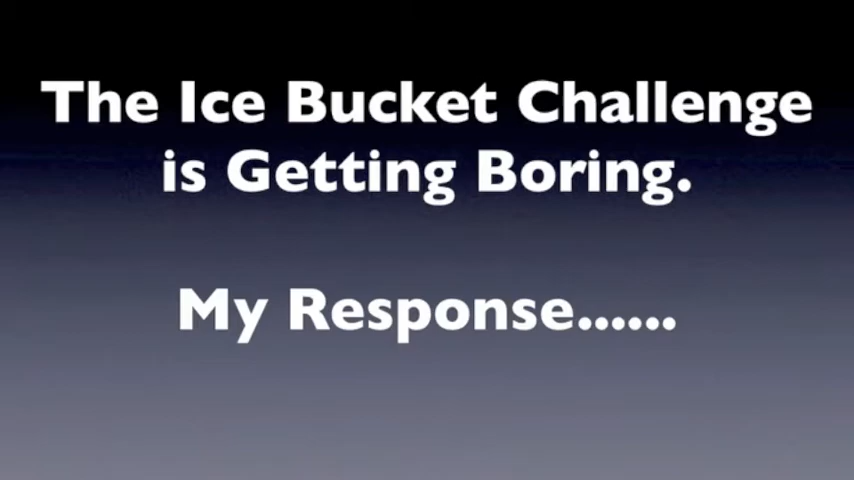 The Ice Bucket Challenge
is Getting Boring.
My Response......